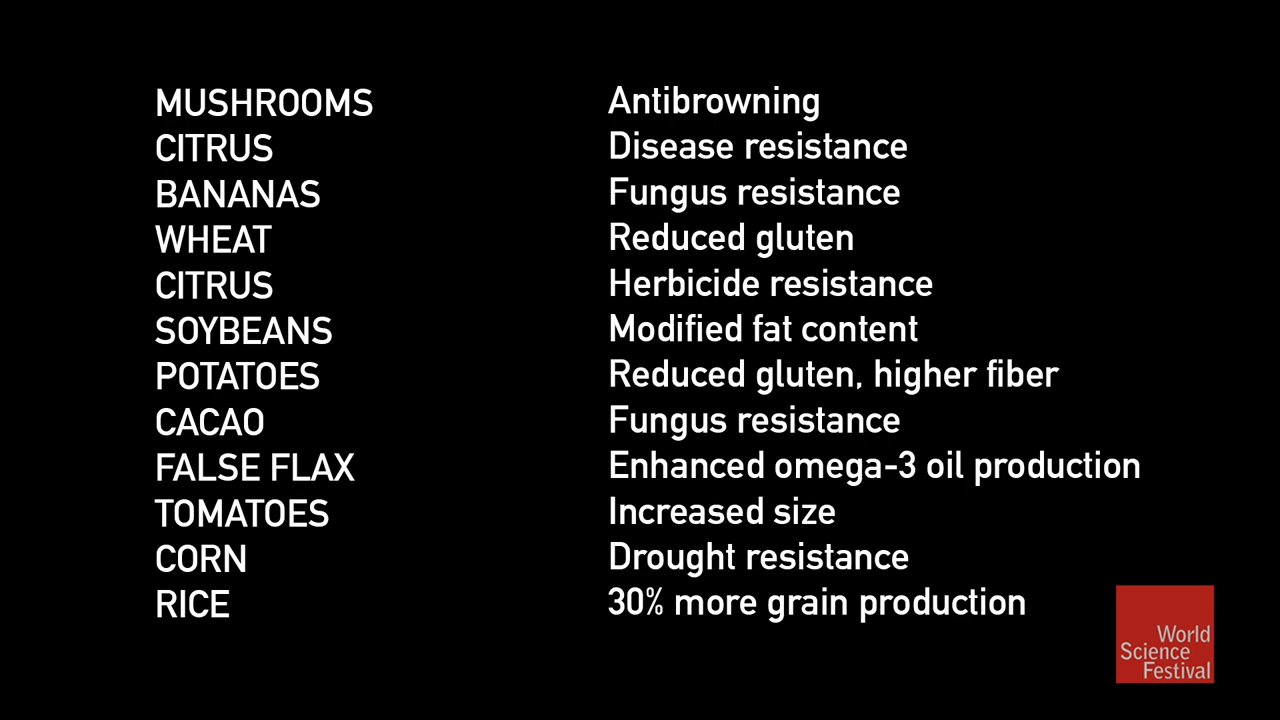 MUSHROOMS Antibrowning
CITRUS Disease resistance
BANANAS Fungus resistance
WHEAT Reduced gluten
CITRUS Herbicide resistance
SOYBEANS Modified fat content
POTATOES Reduced gluten, higher fiber
CACAO Fungus resistance
FALSE FLAX Enhanced omega-3 oil production
TOMATOES Increased size
CORN Drought resistance
RICE 30% more grain production
World
Science
Festival